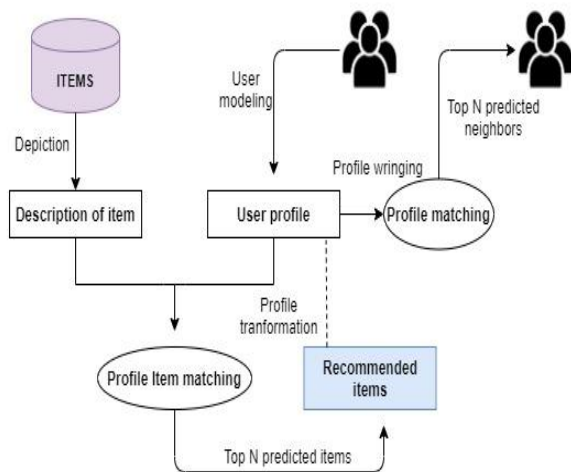 ITEMS
User
modeling
Top N predicted
neighbors
Depiction
Profile wringing
Description of item
User profile
Profile matching
Profile
tranformation
Profile Item matching
Recommended
items
Top N predicted items